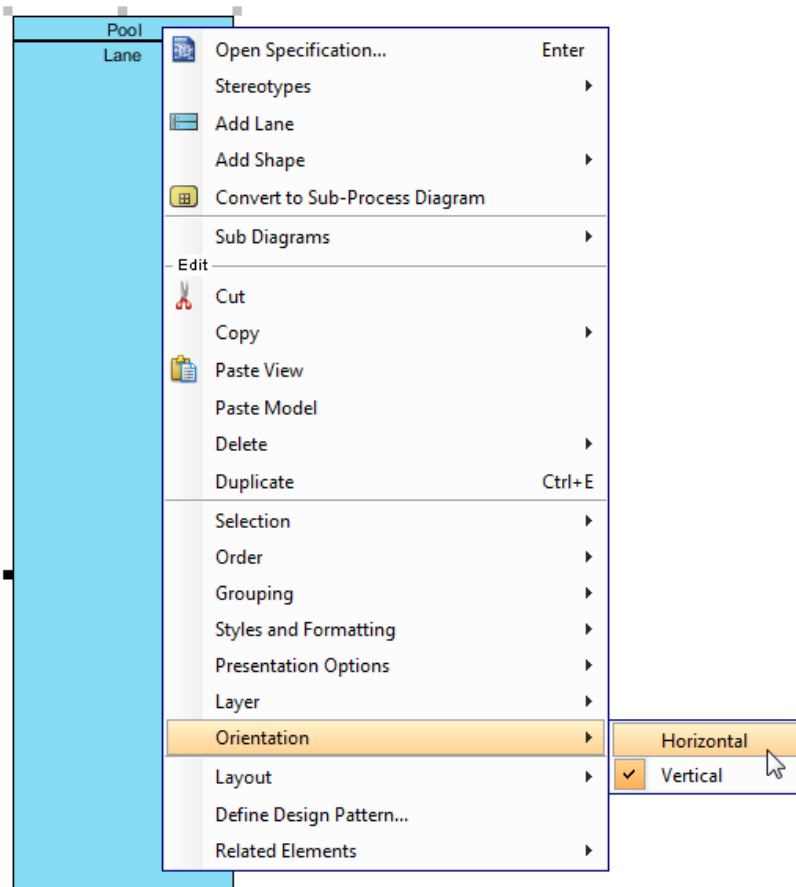 Pool
Lane
Open Specification... Enter
Stereotypes
Add Lane
Add Shape
Convert to Sub-Process Diagram
Sub Diagrams
Edit
Cut
Copy
Paste View
Paste Model
Delete
Duplicate Ctrl+E
Selection
Order
Grouping
Styles and Formatting
Presentation Options
Layer
Orientation
Horizontal
Vertical
Layout
Define Design Pattern...
Related Elements